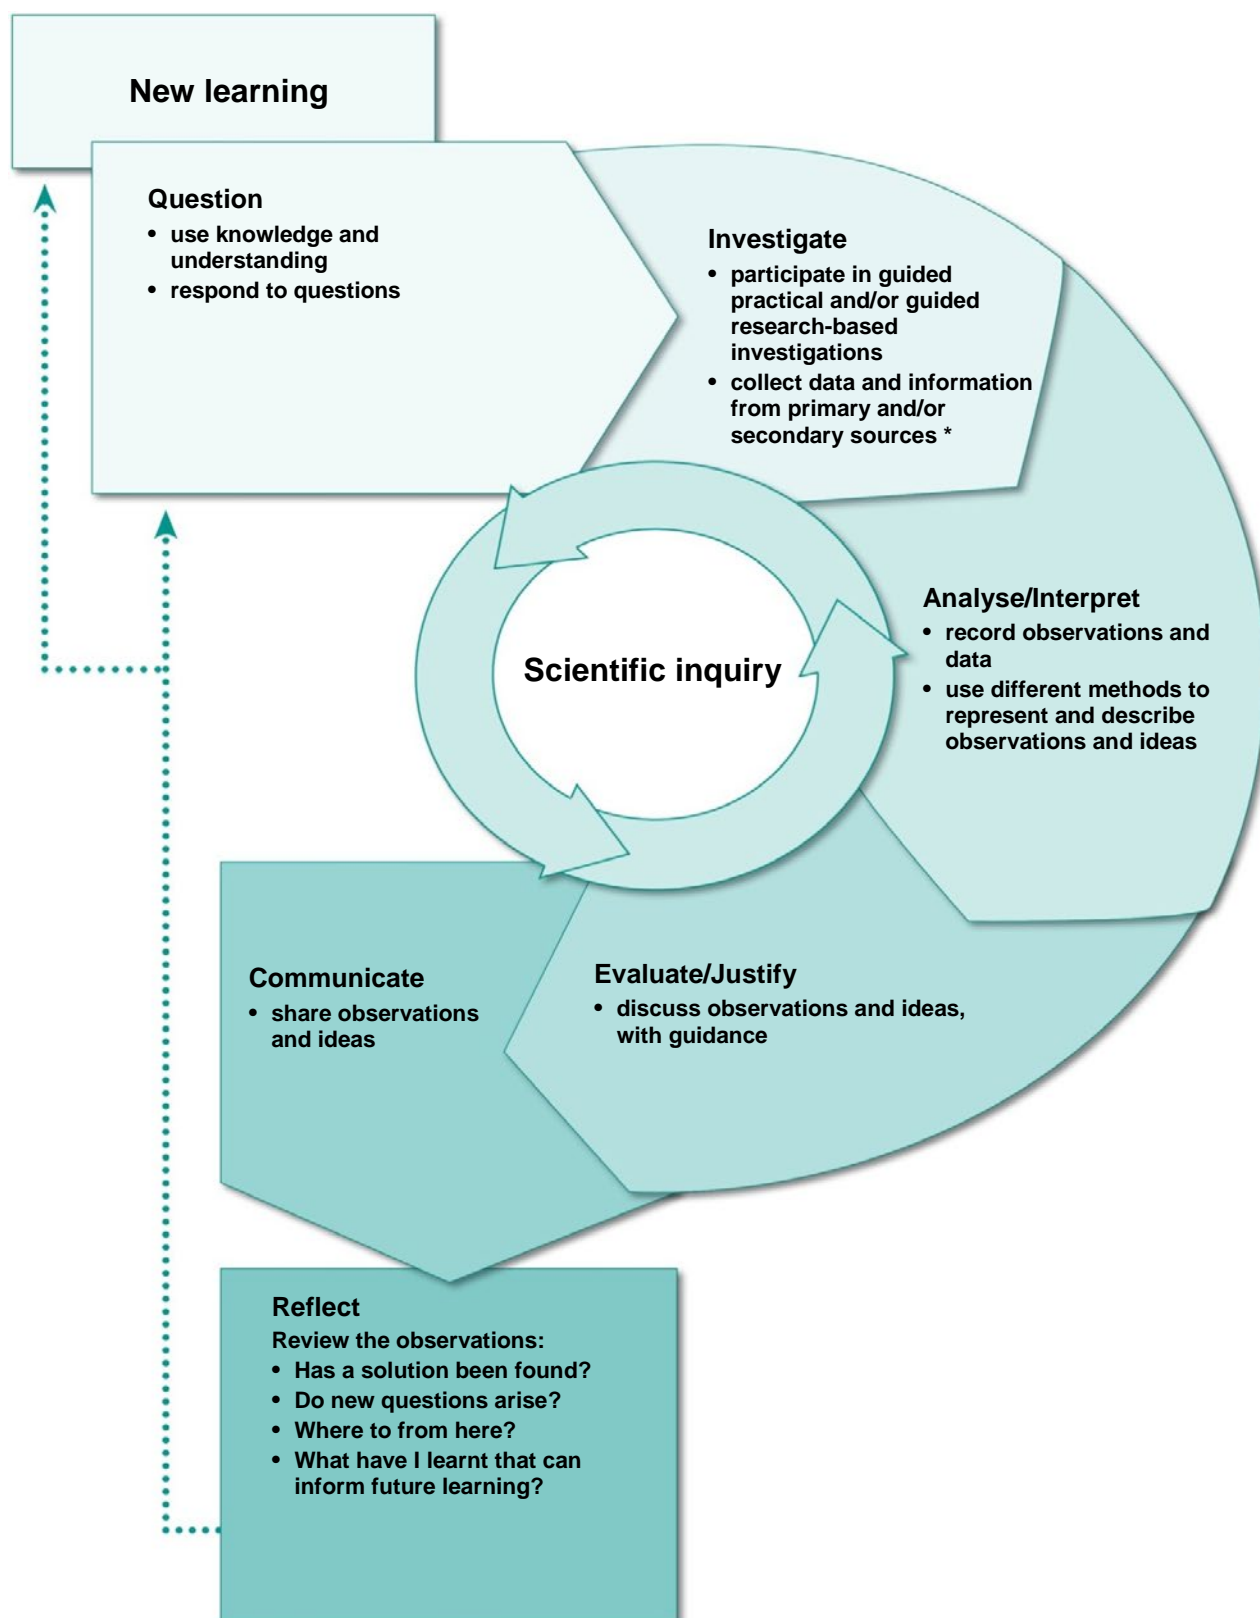 New learning
Question
• use knowledge and
understanding
• respond to questions
Investigate
• participate in guided
practical and/or guided
research-based
investigations
• collect data and information
from primary and/or
secondary sources *
Analyse/Interpret
• record observations and
data
• use different methods to
represent and describe
observations and ideas
Scientific inquiry
Evaluate/Justify
• discuss observations and ideas,
with guidance
Communicate
• share observations
and ideas
Reflect
Review the observations:
• Has a solution been found?
• Do new questions arise?
• Where to from here?
• What have I learnt that can
inform future learning?